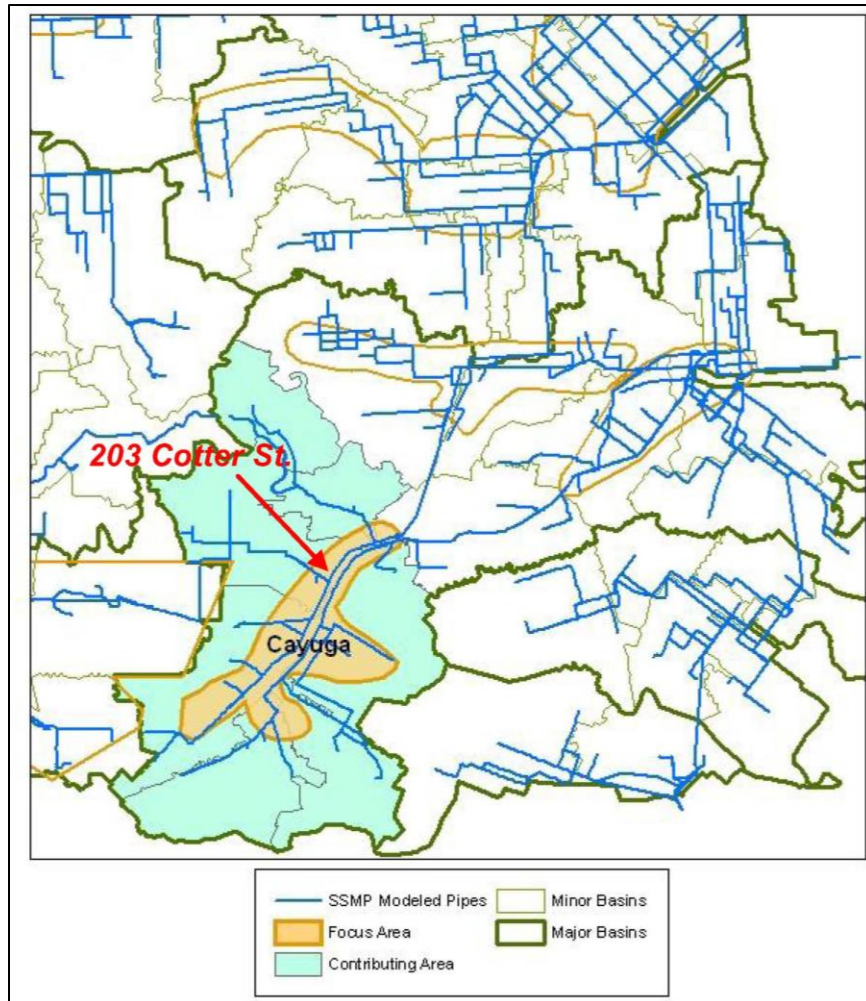 203 Cotter St.
Cayuga
SSMP Modeled Pipes
Minor Basins
Focus Area
Major Basins
Contributing Area